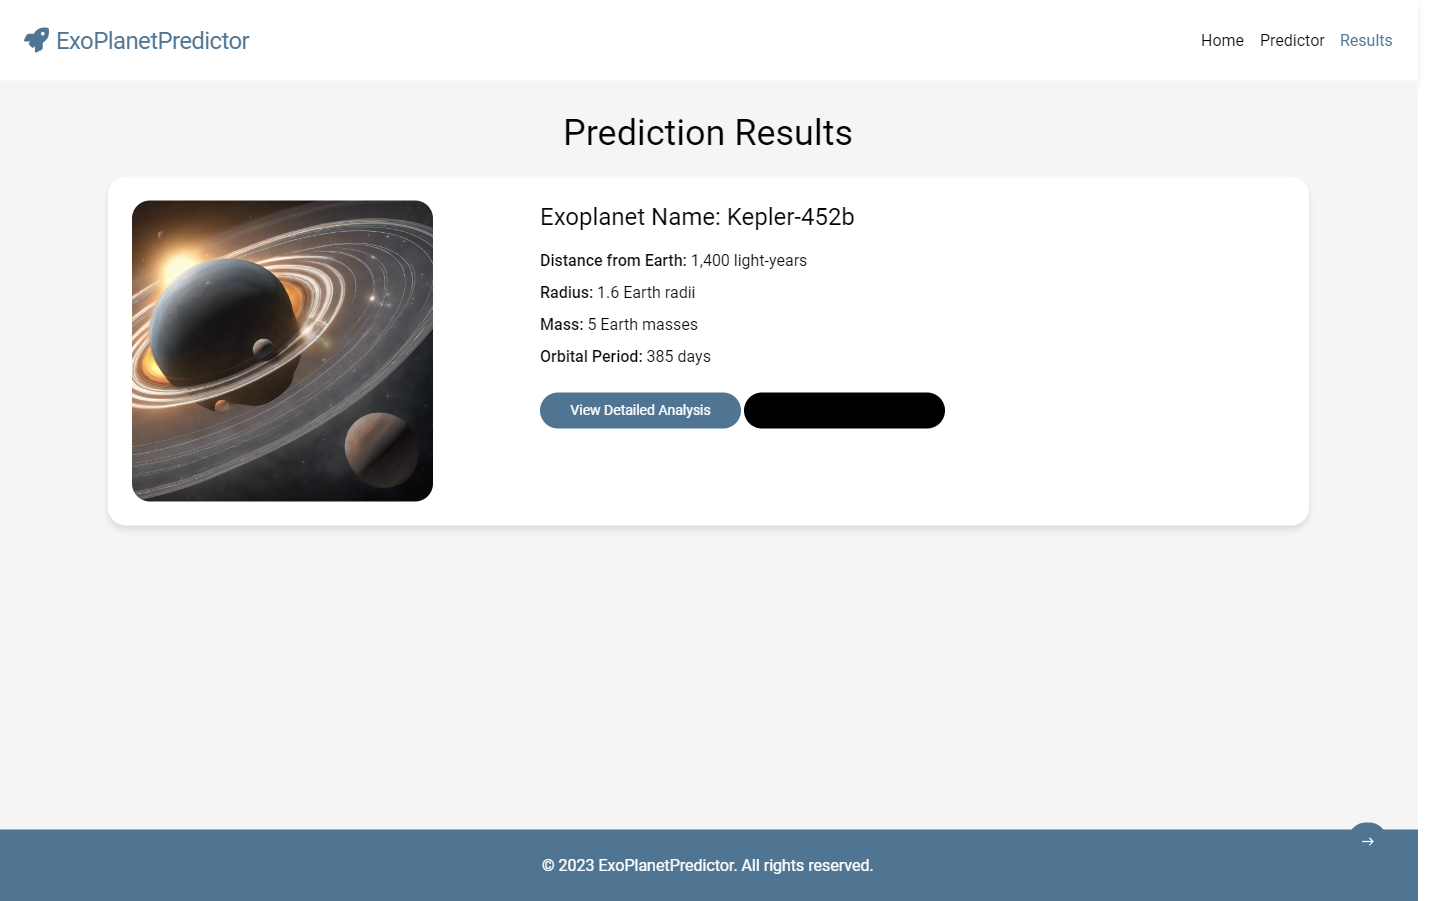 ExoPlanetPredictor
Home Predictor Results
Prediction Results
Exoplanet Name: Kepler-452b
Distance from Earth: 1,400 light-years
Radius: 1.6 Earth radii
Mass: 5 Earth masses
Orbital Period: 385 days
View Detailed Analysis
© 2023 ExoPlanetPredictor. All rights reserved.